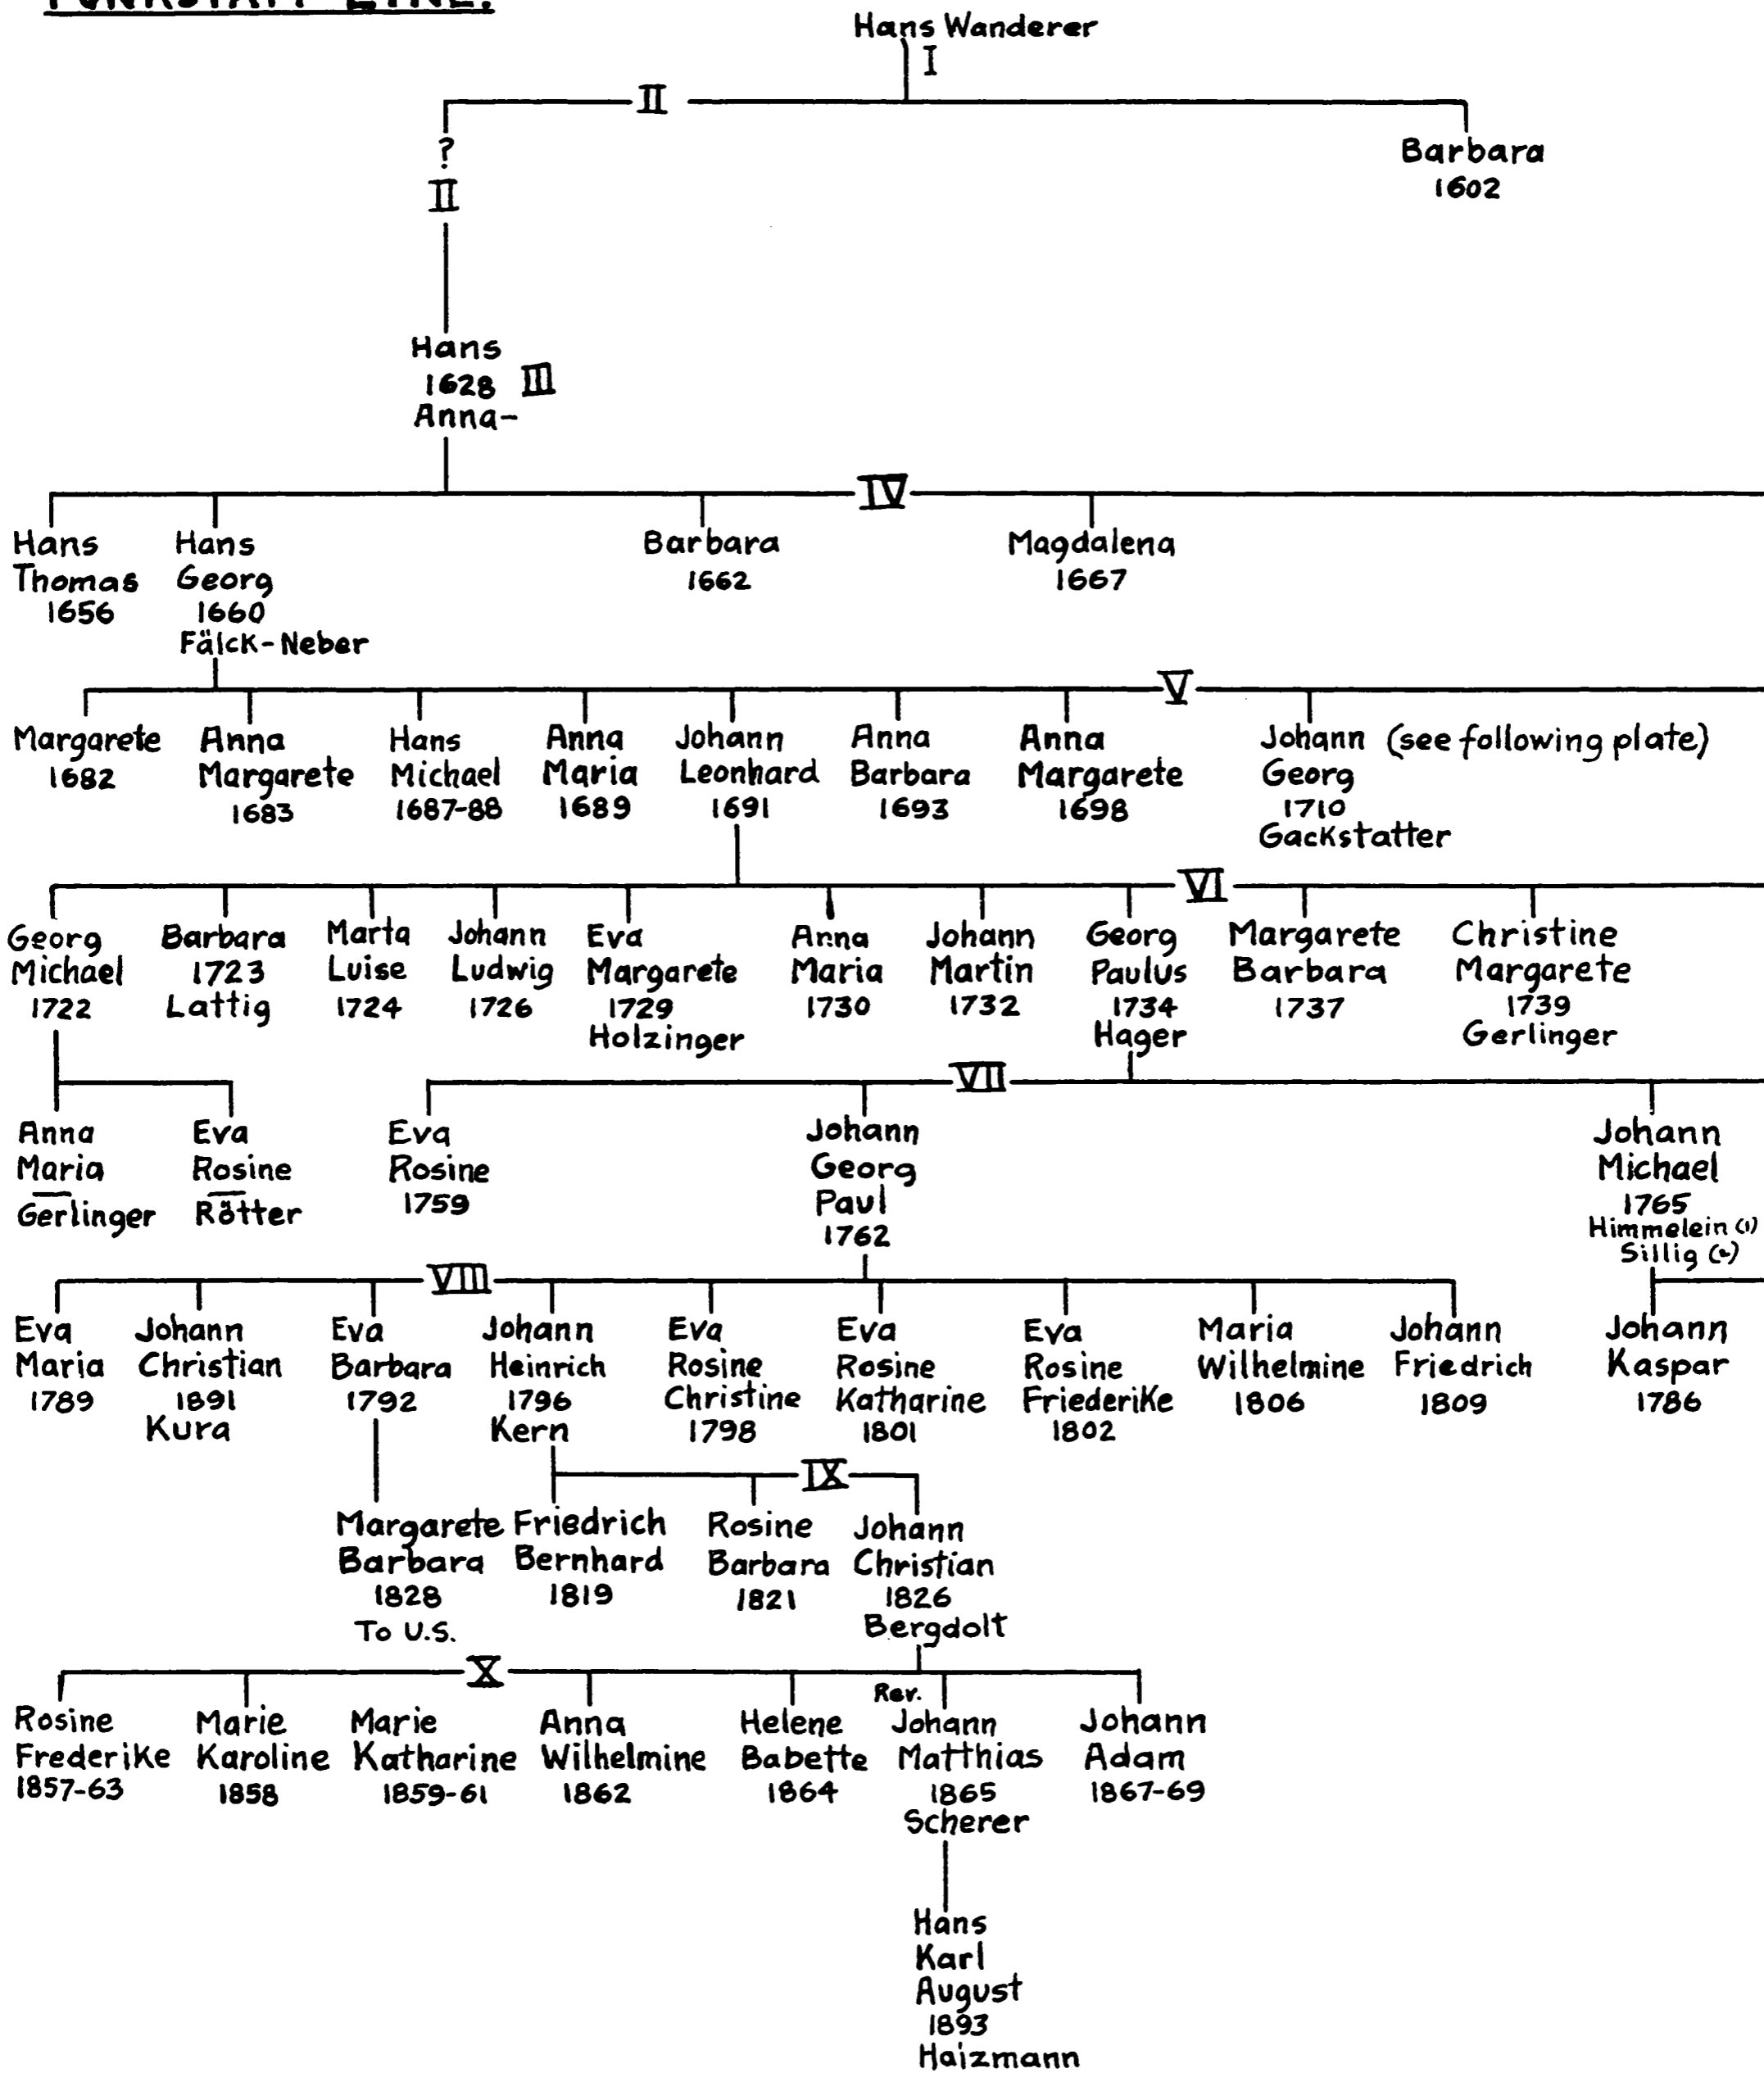 LINE.
Hans Wanderer
I
II
?
II
Barbara
1602
Hans
1628 III
Anna-
IV
Hans
Thomas
1656
Hans
Georg
1660
Fälck-Neber
Barbara
1662
Magdalena
1667
V
Margarete
1682
Anna
Margarete
1683
Hans
Michael
1687-88
Anna
Maria
1689
Johann
Leonhard
1691
Anna
Barbara
1693
Anna
Margarete
1698
Johann (see following plate)
Georg
1710
Gackstatter
VI
Georg
Michael
1722
Barbara
1723
Lattig
Marta
Luise
1724
Johann
Ludwig
1726
Eva
Margarete
1729
Holzinger
Anna
Maria
1730
Johann
Martin
1732
Georg
Paulus
1734
Hager
Margarete
Barbara
1737
Christine
Margarete
1739
Gerlinger
VII
Anna
Maria
Gerlinger
Eva
Rosine
Rötter
Eva
Rosine
1759
Johann
Georg
Paul
1762
Johann
Michael
1765
Himmelein (1)
Sillig (2)
VIII
Eva
Maria
1789
Johann
Christian
1891
Kura
Eva
Barbara
1792
Johann
Heinrich
1796
Kern
Eva
Rosine
Christine
1798
Eva
Rosine
Katharine
1801
Eva
Rosine
Friederike
1802
Maria
Wilhelmine
1806
Johann
Friedrich
1809
Johann
Kaspar
1786
IX
Margarete
Barbara
1828
To U.S.
Friedrich
Bernhard
1819
Rosine
Barbara
1821
Johann
Christian
1826
Bergdolt
X
Rosine
Frederike
1857-63
Marie
Karoline
1858
Marie
Katharine
1859-61
Anna
Wilhelmine
1862
Helene
Babette
1864
Rev.
Johann
Matthias
1865
Scherer
Johann
Adam
1867-69
Hans
Karl
August
1893
Haizmann